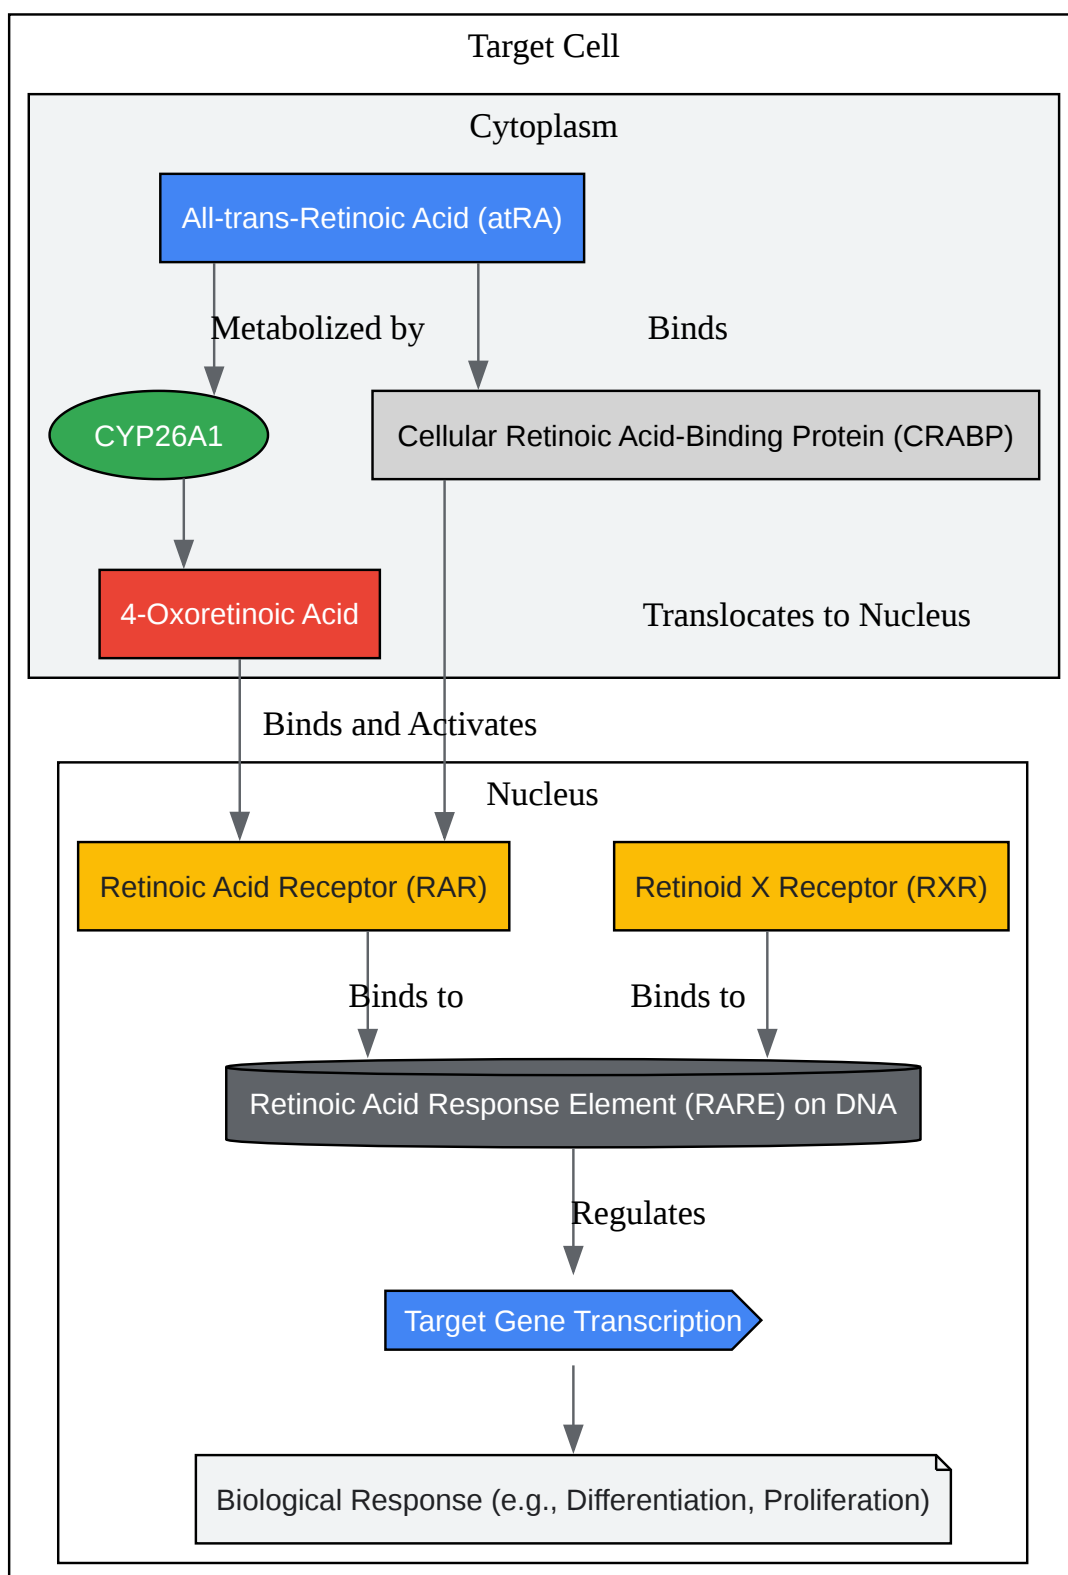 Target Cell
Cytoplasm
All-trans-Retinoic Acid (atRA)
Metabolized by
Binds
CYP26A1
Cellular Retinoic Acid-Binding Protein (CRABP)
4-Oxoretinoic Acid
Translocates to Nucleus
Binds and Activates
Nucleus
Retinoic Acid Receptor (RAR)
Retinoid X Receptor (RXR)
Binds to
Binds to
Retinoic Acid Response Element (RARE) on DNA
Regulates
Target Gene Transcription
Biological Response (e.g., Differentiation, Proliferation)